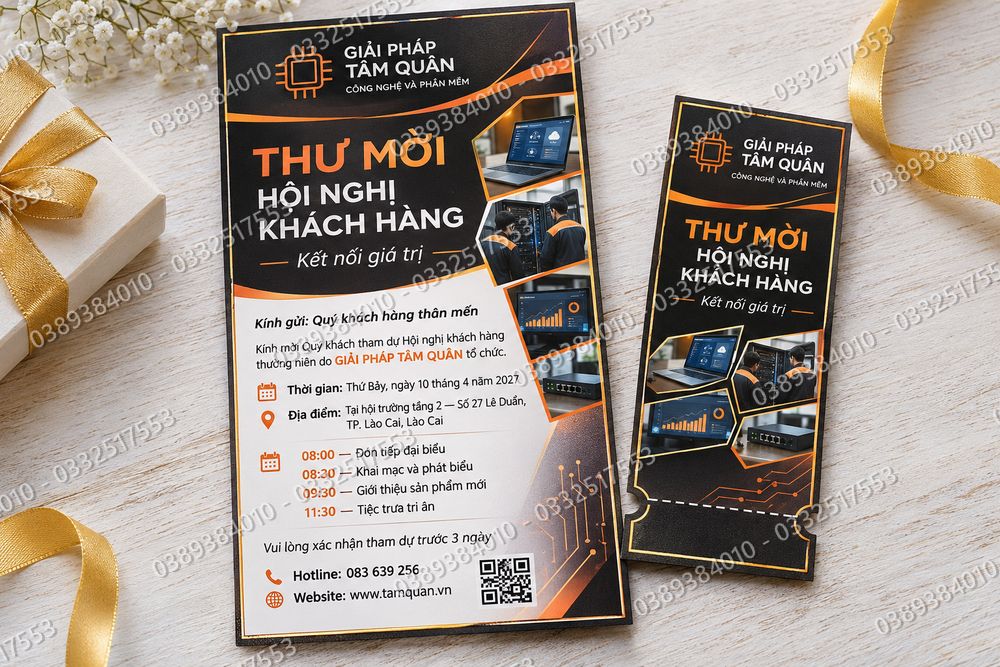 GIẢI PHÁP
TÂM QUÂN
CÔNG NGHỆ VÀ PHẦN MỀM
THƯ MỜI
HỘI NGHỊ
KHÁCH HÀNG
Kết nối giá trị
Kính gửi: Quý khách hàng thân mến
Kính mời Quý khách tham dự Hội nghị khách hàng
thường niên do GIẢI PHÁP TÂM QUÂN tổ chức.
Thời gian: Thứ Bảy, ngày 10 tháng 4 năm 2027
Địa điểm: Tại hội trường tầng 2 — Số 27 Lê Duẩn,
TP. Lào Cai, Lào Cai
08:00 — Đón tiếp đại biểu
08:30 — Khai mạc và phát biểu
09:30 — Giới thiệu sản phẩm mới
11:30 — Tiệc trưa tri ân
Vui lòng xác nhận tham dự trước 3 ngày
Hotline: 083 639 256
Website: www.tamquan.vn
GIẢI PHÁP
TÂM QUÂN
CÔNG NGHỆ VÀ PHẦN MỀM
THƯ MỜI
HỘI NGHỊ
KHÁCH HÀNG
Kết nối giá trị
0389384010 - 0332517553